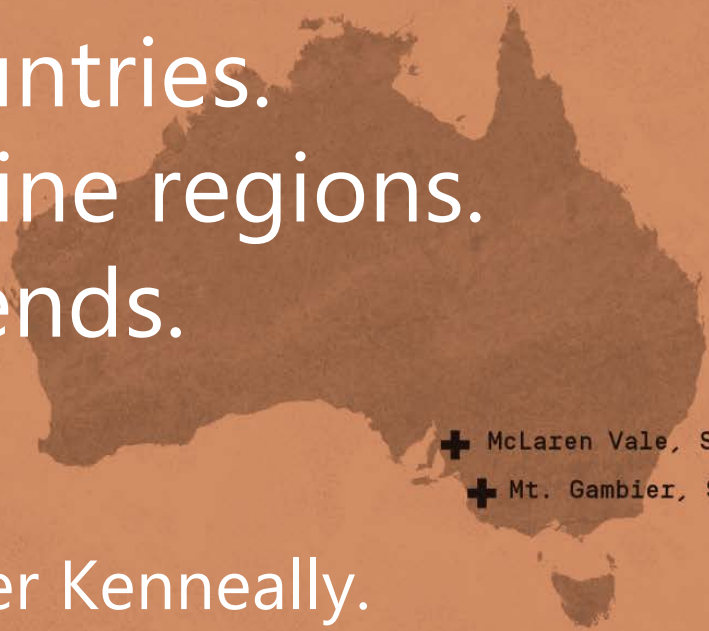 untries.
ine regions.
ends.
McLaren Vale, S
Mt. Gambier, S
er Kenneally.